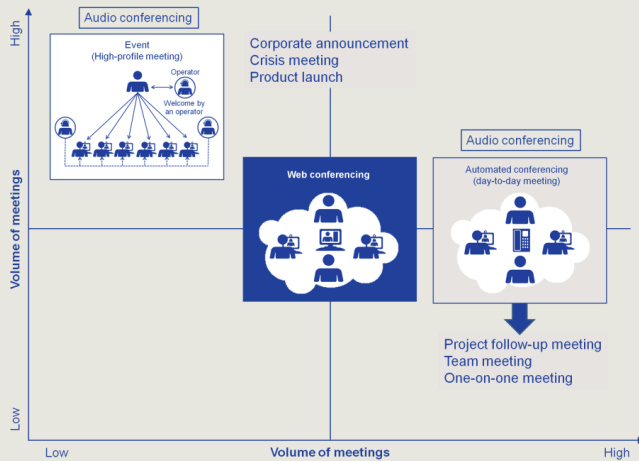 Audio conferencing
Event
(High-profile meeting)
Operator
Welcome by
an operator
Corporate announcement
Crisis meeting
Product launch
Audio conferencing
Web conferencing
Automated conferencing
(day-to-day meeting)
Project follow-up meeting
Team meeting
One-on-one meeting
High
Volume of meetings
Low
Low
Volume of meetings
High